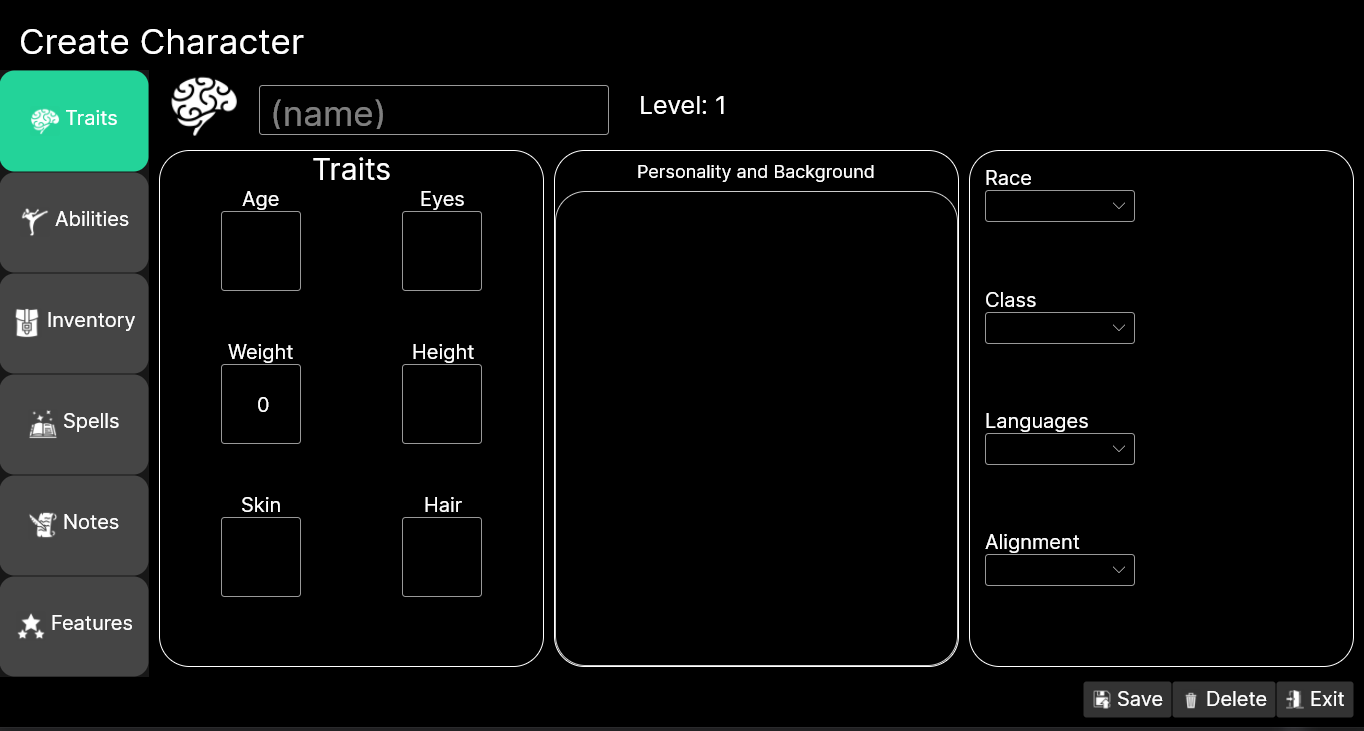 Create Character
Traits
Abilities
Inventory
Spells
Notes
Features
(name)
Level: 1
Traits
Age
Eyes
Weight
Height
0
Skin
Hair
Personality and Background
Race
Class
Languages
Alignment
Save
Delete
Exit